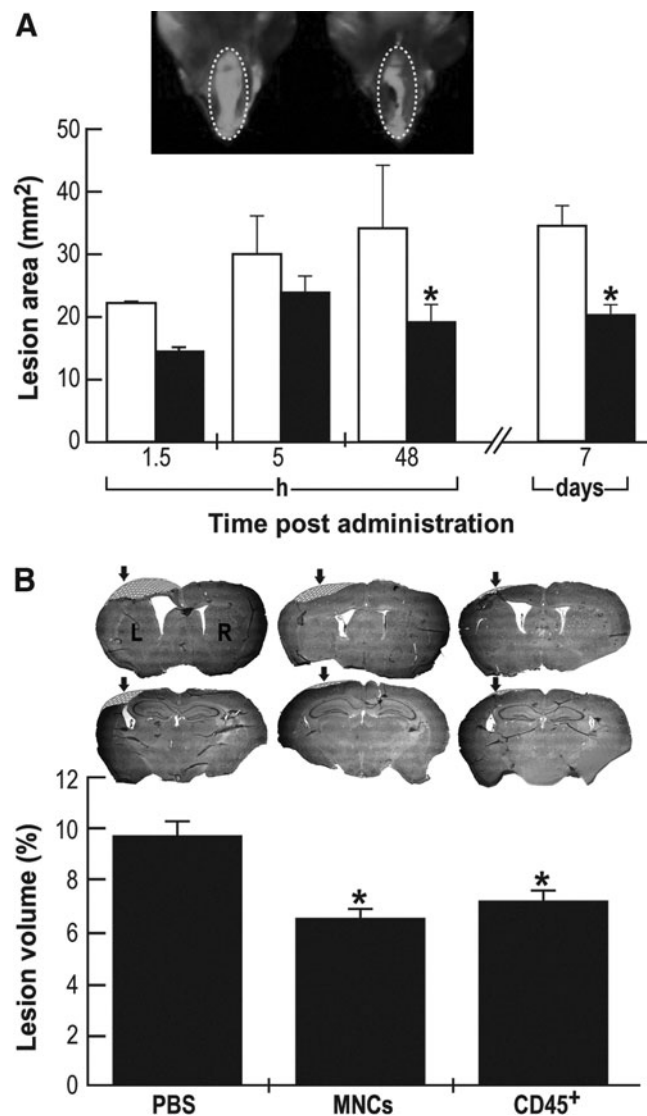 A
Lesion area (mm²)
50
40
30
20
10
0
*
*
1.5
5
48
7
h
days
Time post administration
B
L
R
Lesion volume (%)
12
10
8
6
4
2
0
*
*
PBS
MNCs
CD45⁺